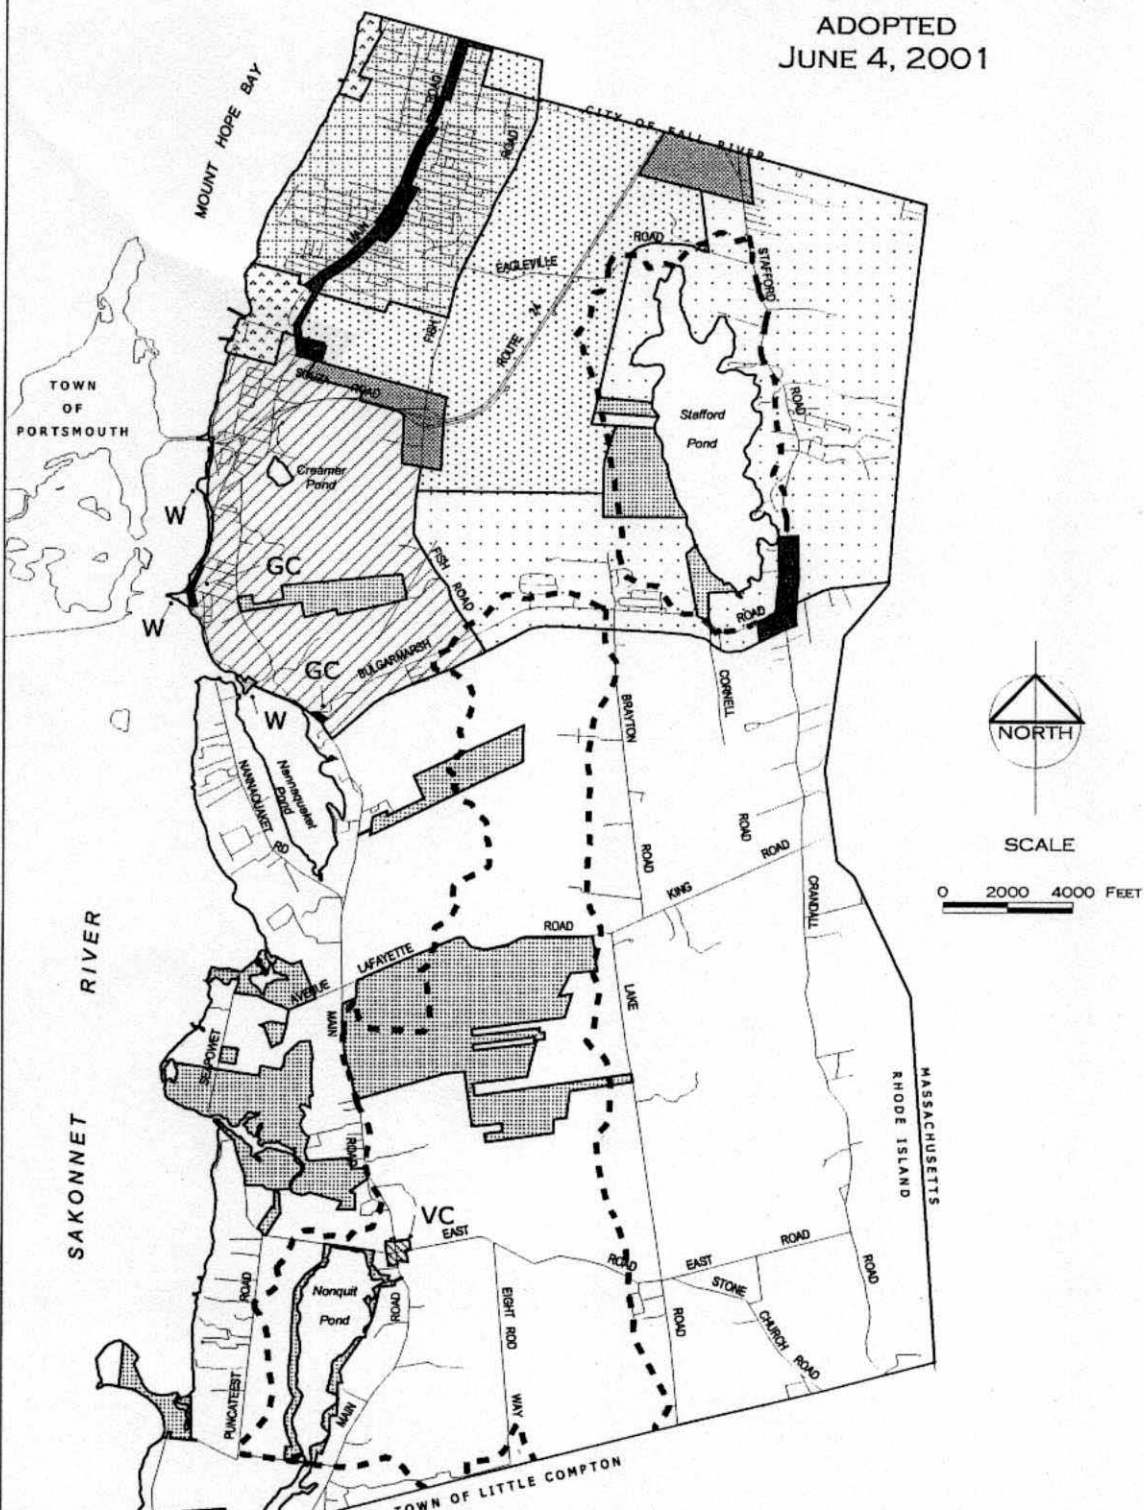 ADOPTED
JUNE 4, 2001
MOUNT HOPE BAY
CITY OF FALL RIVER
ROAD
MAIN
ROAD
ROAD
EAGLEVILLE
STAFFORD
ROAD
FISH
ROUTE 24
SOUZA ROAD
TOWN
OF
PORTSMOUTH
Stafford
Pond
Creamer
Pond
W
GC
FISH ROAD
W
ROAD
BULGARMARSH
GC
W
CORNELL
ROAD
BRAYTON
ROAD
NANNAQUAKET
RD
Nannaquaket
Pond
NORTH
SCALE
0 2000 4000 FEET
KING
ROAD
CRANDALL
ROAD
SAKONNET RIVER
LAFAYETTE
ROAD
AVENUE
MAIN
ROAD
LAKE
ROAD
SEAPOWET
MASSACHUSETTS
RHODE ISLAND
VC
EAST
ROAD
EAST
ROAD
STONE
CHURCH
ROAD
Nonquit
Pond
ROAD
EIGHT ROD
WAY
PUNCATEEST
ROAD
MAIN
TOWN OF LITTLE COMPTON